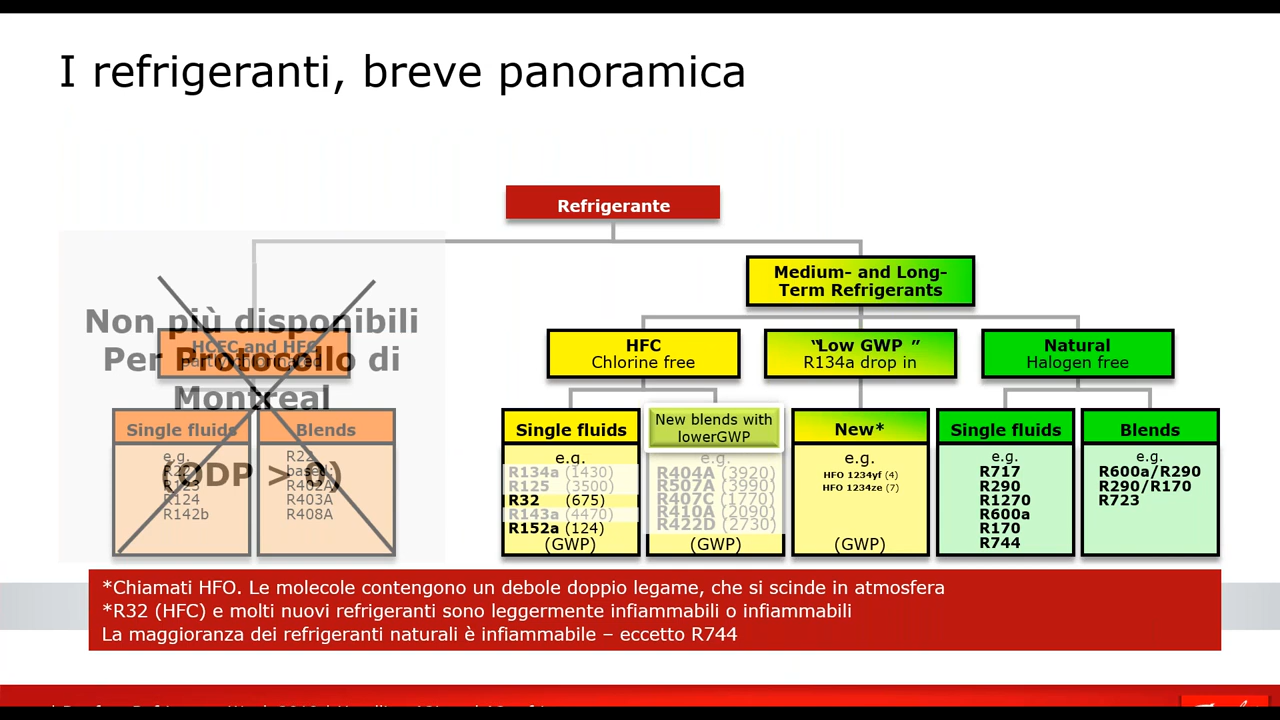 I refrigeranti, breve panoramica
Refrigerante
Medium- and Long-
Term Refrigerants
Non più disponibili
Per Protocollo di
Montreal
(ODP > 0)
HCFC and HFC
partly chlorinated
Single fluids
e.g.
R22
R123
R124
R142b
Blends
R22
based
R402A
R403A
R408A
HFC
Chlorine free
“Low GWP ”
R134a drop in
Natural
Halogen free
Single fluids
e.g.
R134a (1430)
R125 (3500)
R32 (675)
R143a (4470)
R152a (124)
(GWP)
New blends with
lowerGWP
e.g.
R404A (3920)
R507A (3990)
R407C (1770)
R410A (2090)
R422D (2730)
(GWP)
New*
e.g.
HFO 1234yf (4)
HFO 1234ze (7)
(GWP)
Single fluids
e.g.
R717
R290
R1270
R600a
R170
R744
Blends
e.g.
R600a/R290
R290/R170
R723
*Chiamati HFO. Le molecole contengono un debole doppio legame, che si scinde in atmosfera
*R32 (HFC) e molti nuovi refrigeranti sono leggermente infiammabili o infiammabili
La maggioranza dei refrigeranti naturali è infiammabile – eccetto R744